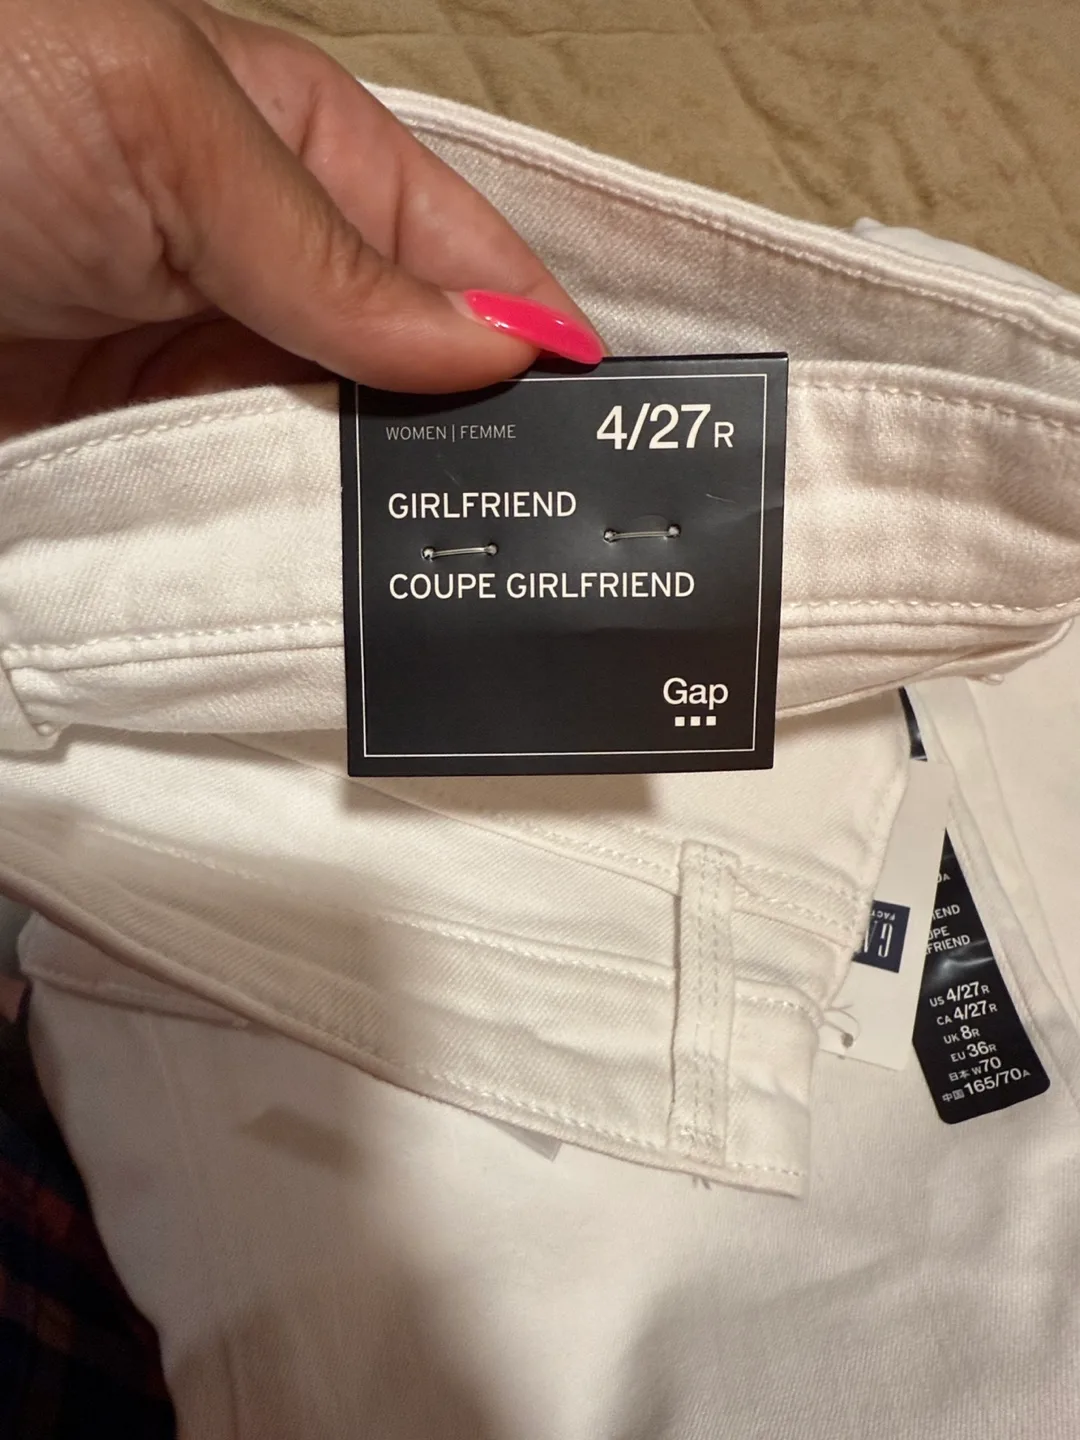 WOMEN | FEMME
4/27 R
GIRLFRIEND
COUPE GIRLFRIEND
Gap
US 4/27R
CA 4/27R
UK 8R
EU 36R
日本 W70
中国 165/70A